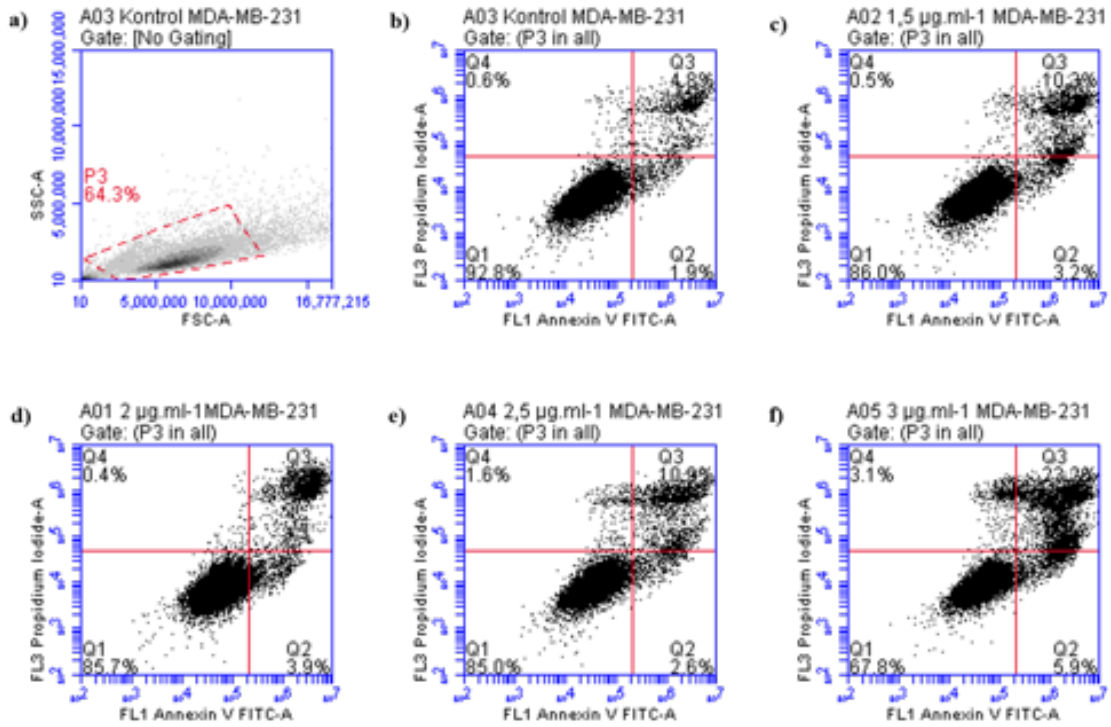 a)
A03 Kontrol MDA-MB-231
Gate: [No Gating]
SSC-A
15,000,000
10,000,000
5,000,000
10
P3
64.3%
10
5,000,000
10,000,000
16,777,215
FSC-A
b)
A03 Kontrol MDA-MB-231
Gate: (P3 in all)
Q4
0.6%
Q3
4.8%
Q1
92.8%
Q2
1.9%
FL3 Propidium Iodide-A
FL1 Annexin V FITC-A
c)
A02 1,5 µg.ml-1 MDA-MB-231
Gate: (P3 in all)
Q4
0.5%
Q3
10.3%
Q1
86.0%
Q2
3.2%
FL3 Propidium Iodide-A
FL1 Annexin V FITC-A
d)
A01 2 µg.ml-1MDA-MB-231
Gate: (P3 in all)
Q4
0.4%
Q3
Q1
85.7%
Q2
3.9%
FL3 Propidium Iodide-A
FL1 Annexin V FITC-A
e)
A04 2,5 µg.ml-1 MDA-MB-231
Gate: (P3 in all)
Q4
1.6%
Q3
10.9%
Q1
85.0%
Q2
2.6%
FL3 Propidium Iodide-A
FL1 Annexin V FITC-A
f)
A05 3 µg.ml-1 MDA-MB-231
Gate: (P3 in all)
Q4
3.1%
Q3
23.2%
Q1
67.8%
Q2
5.9%
FL3 Propidium Iodide-A
FL1 Annexin V FITC-A